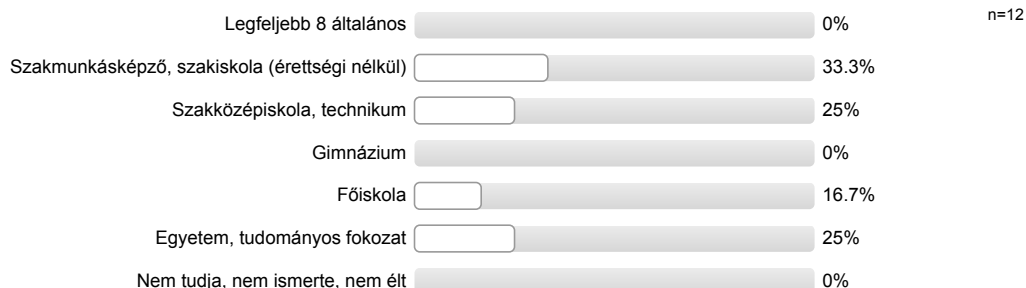 Legfeljebb 8 általános 0% n=12
Szakmunkásképző, szakiskola (érettségi nélkül) 33.3%
Szakközépiskola, technikum 25%
Gimnázium 0%
Főiskola 16.7%
Egyetem, tudományos fokozat 25%
Nem tudja, nem ismerte, nem élt 0%